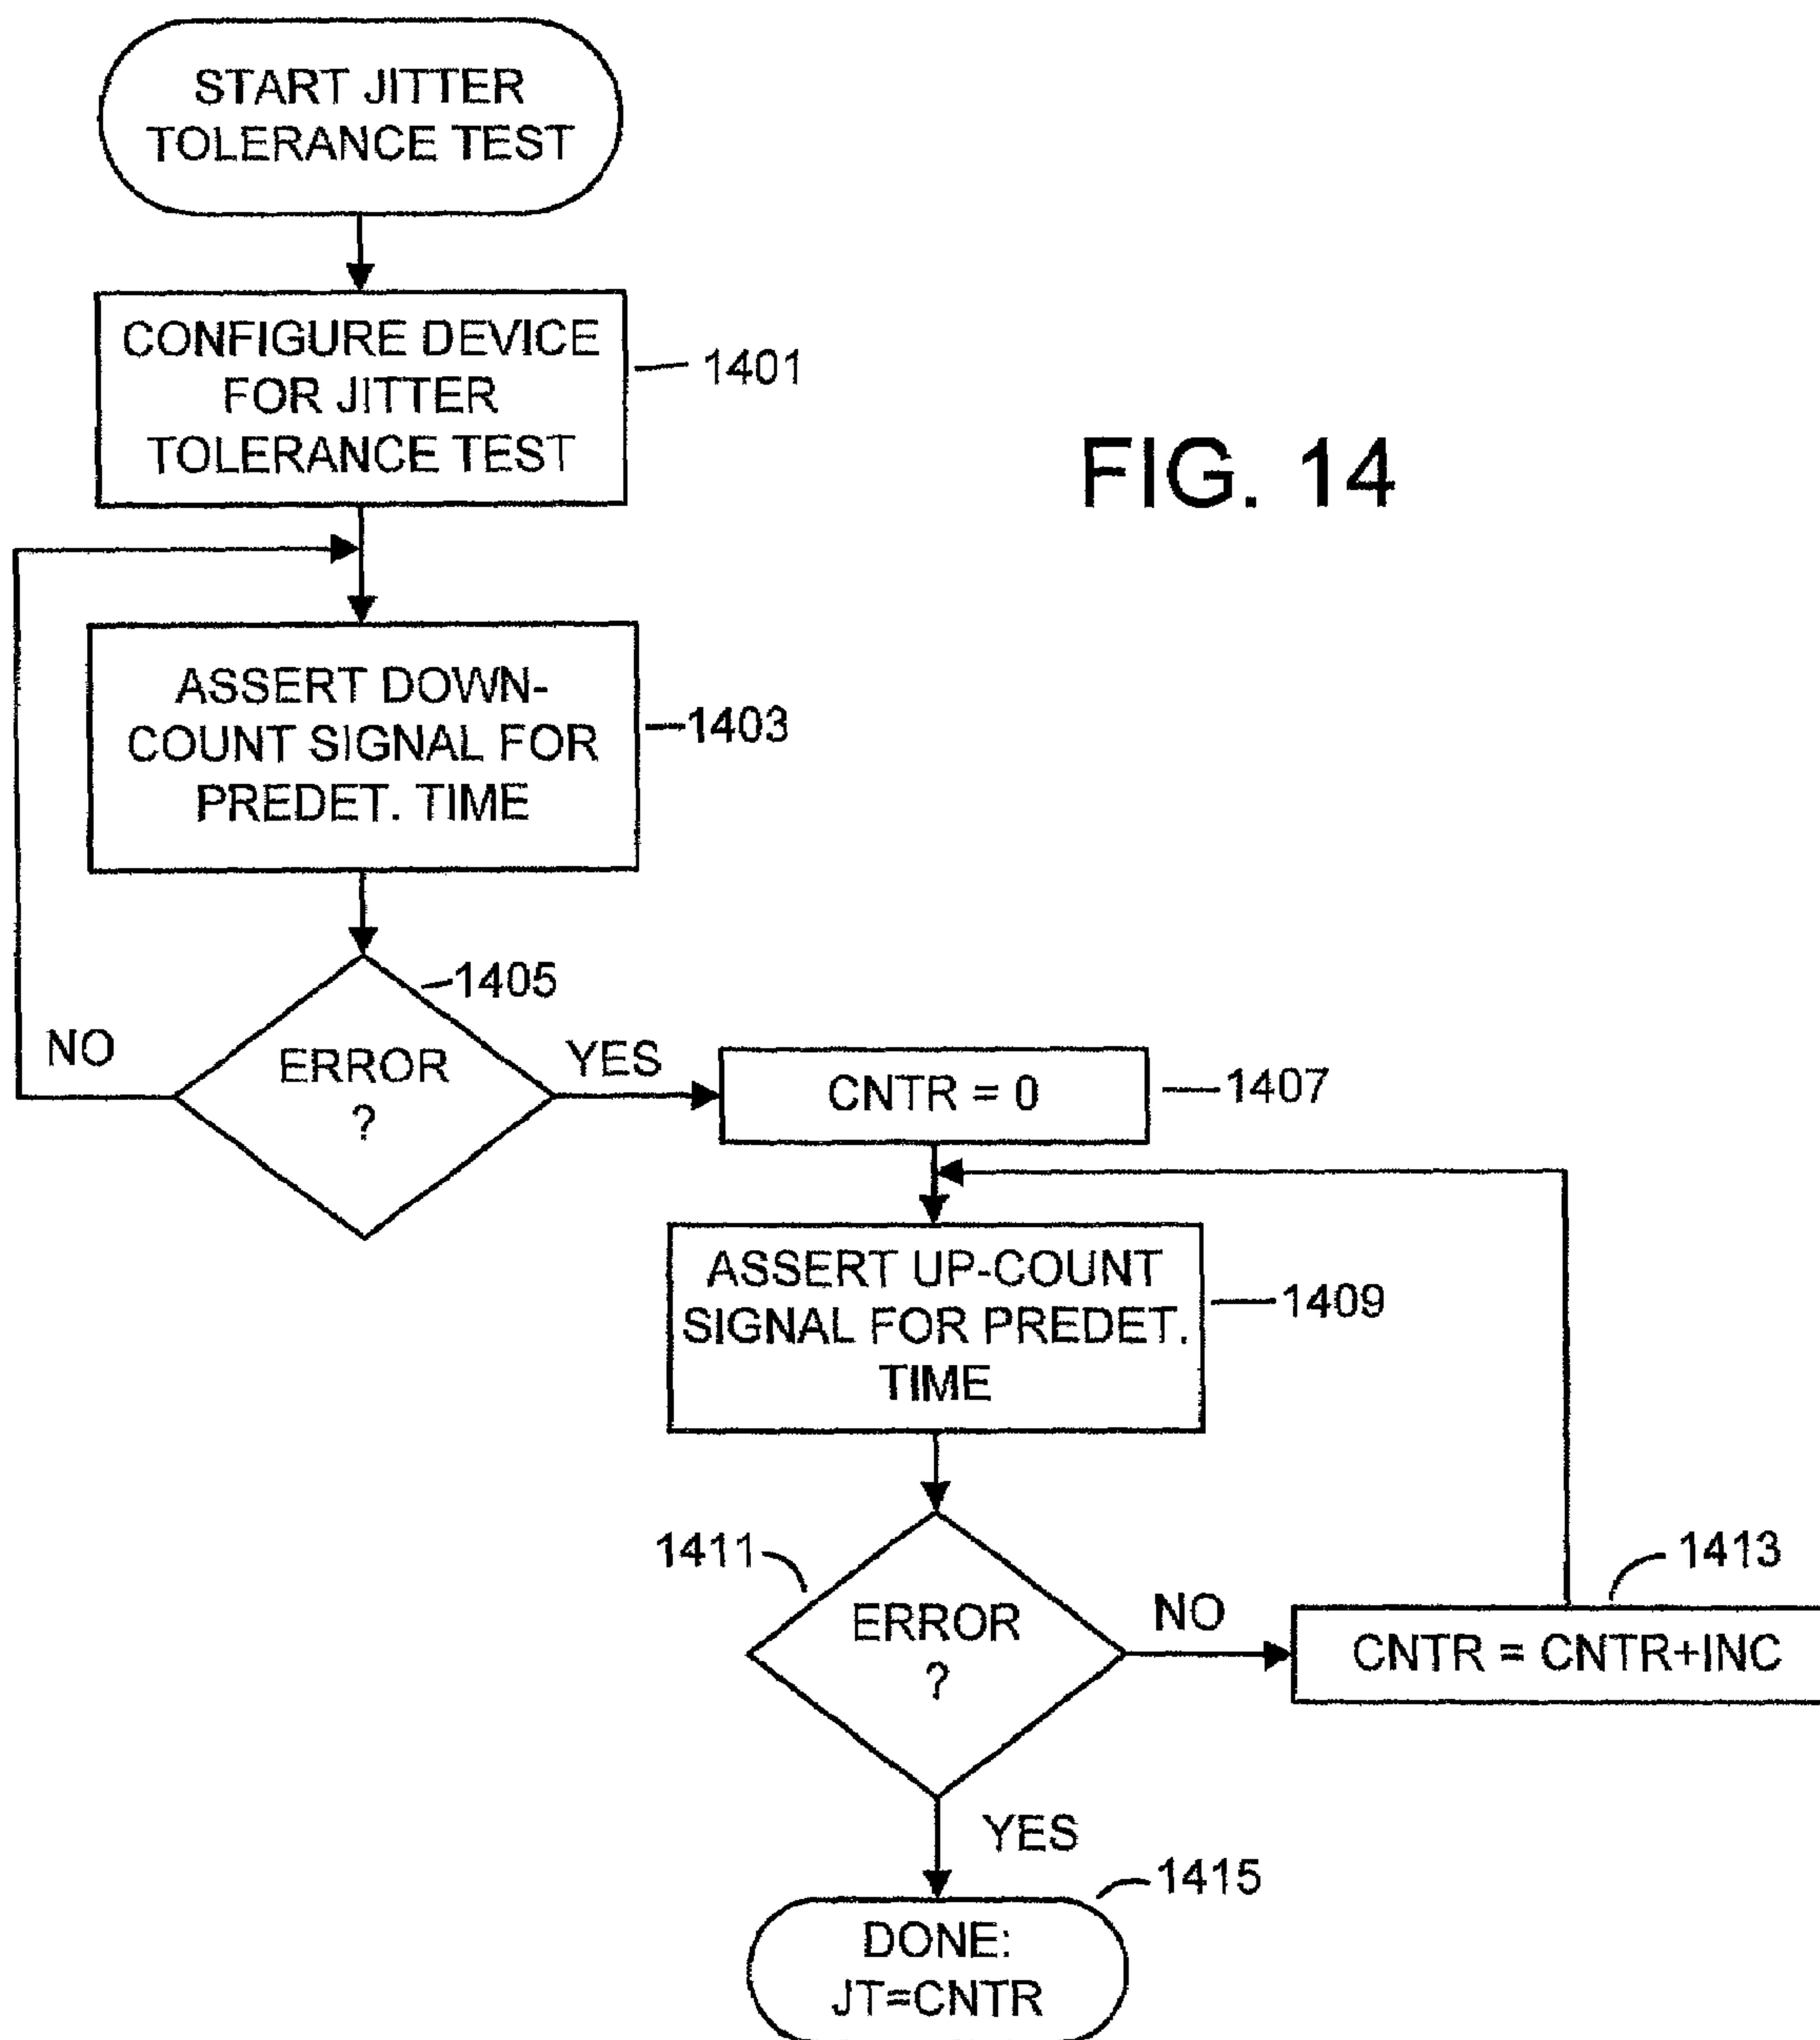 START JITTER
TOLERANCE TEST
CONFIGURE DEVICE
FOR JITTER
TOLERANCE TEST
1401
FIG. 14
ASSERT DOWN-
COUNT SIGNAL FOR
PREDET. TIME
1403
1405
NO
ERROR
?
YES
CNTR = 0
1407
ASSERT UP-COUNT
SIGNAL FOR PREDET.
TIME
1409
1411
ERROR
?
NO
1413
CNTR = CNTR+INC
YES
1415
DONE:
JT=CNTR